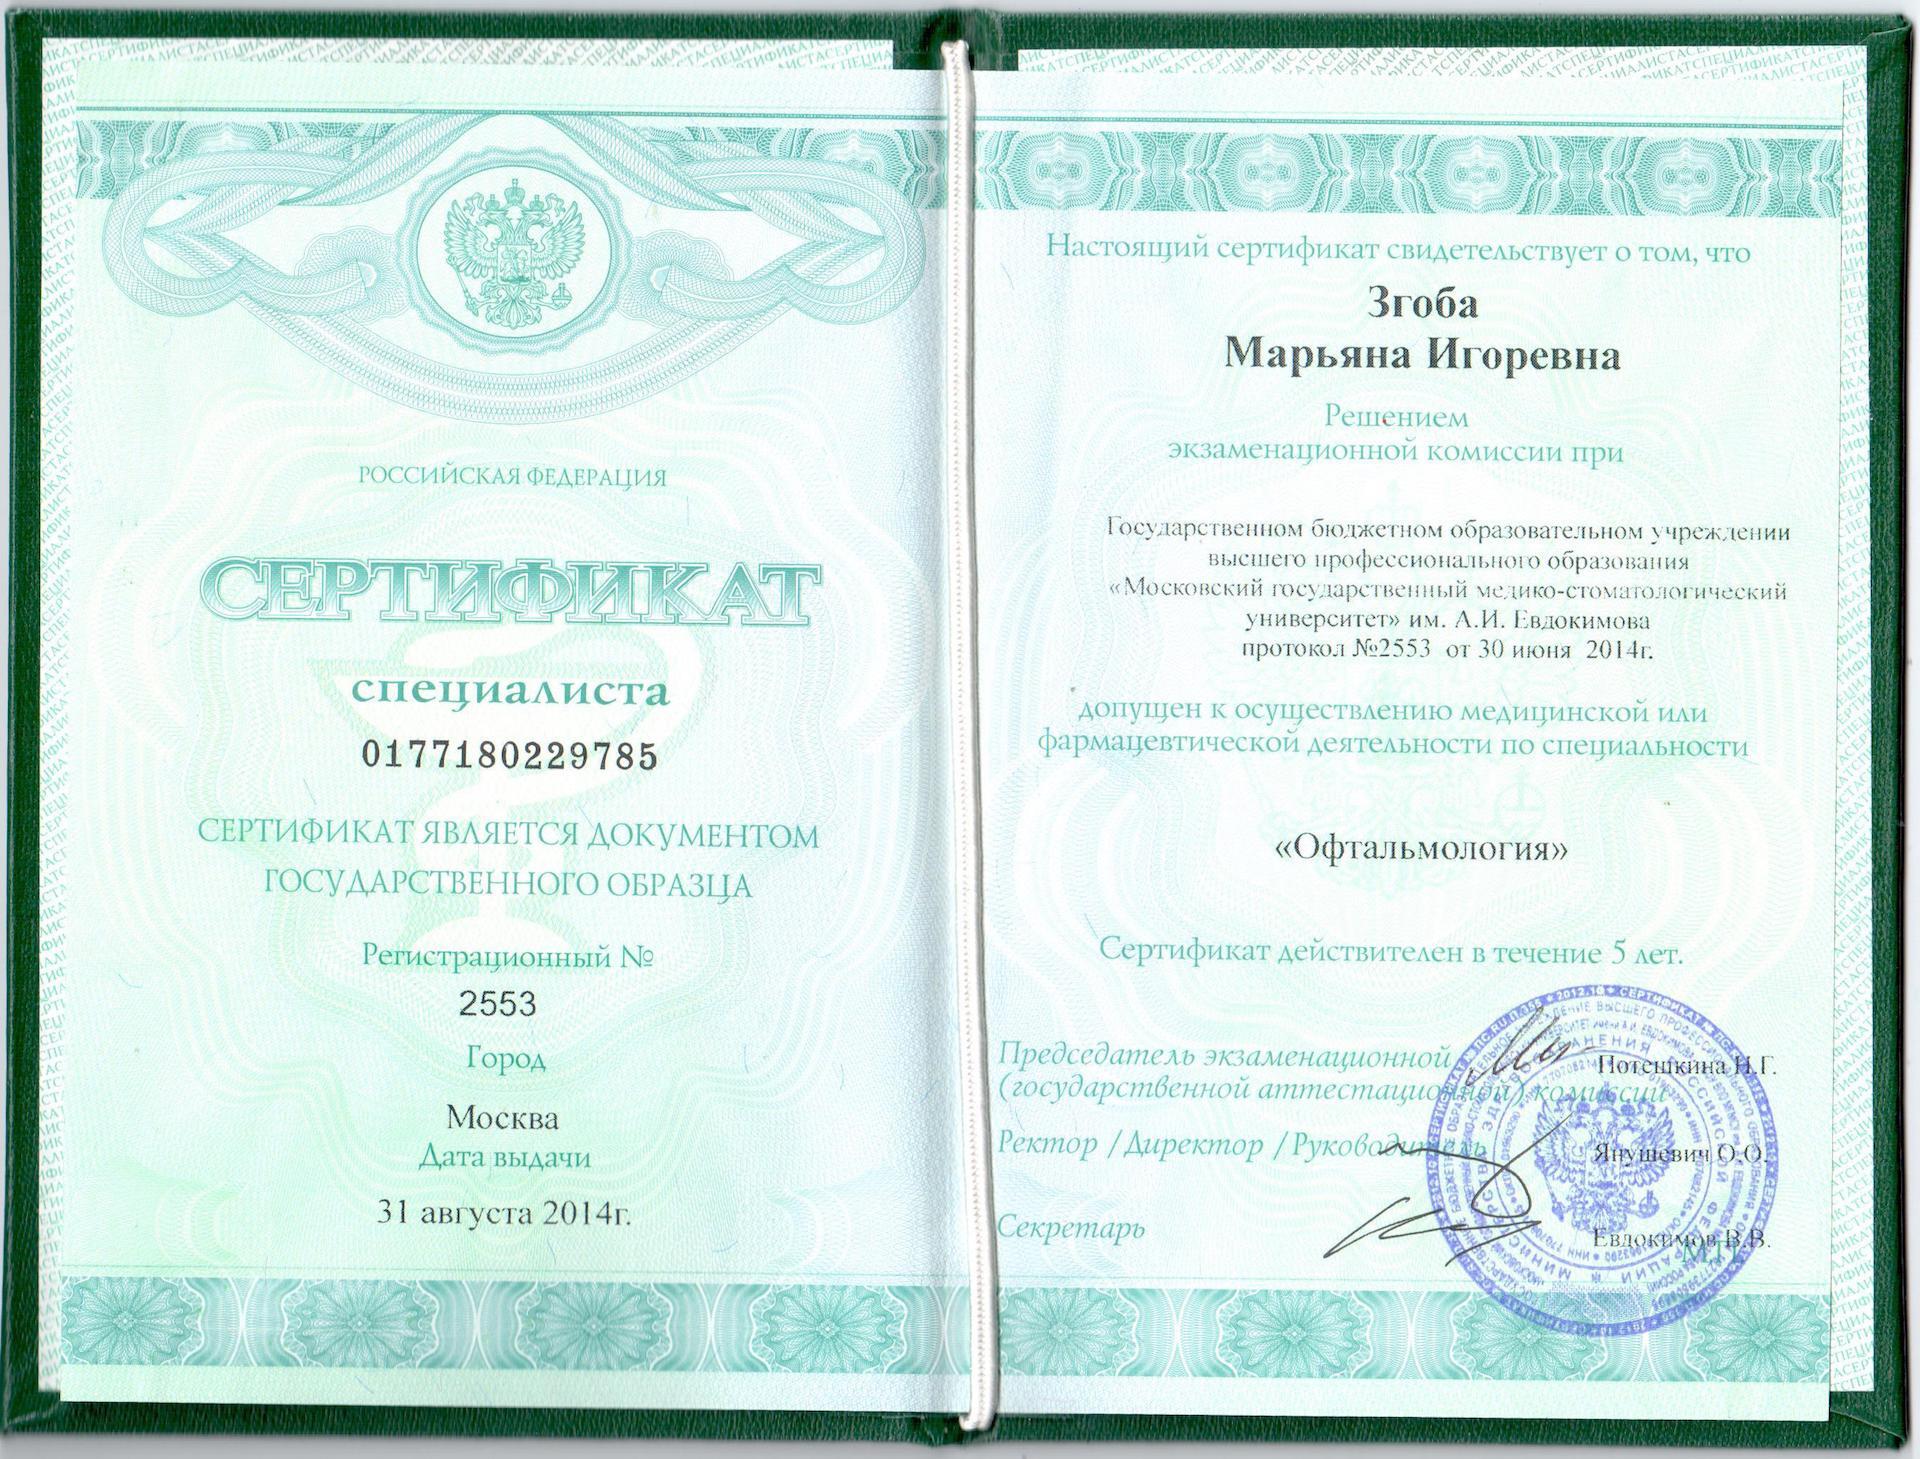 РОССИЙСКАЯ ФЕДЕРАЦИЯ
СЕРТИФИКАТ
специалиста
0177180229785
СЕРТИФИКАТ ЯВЛЯЕТСЯ ДОКУМЕНТОМ
ГОСУДАРСТВЕННОГО ОБРАЗЦА
Регистрационный №
2553
Город
Москва
Дата выдачи
31 августа 2014г.
Настоящий сертификат свидетельствует о том, что
Згоба
Марьяна Игоревна
Решением
экзаменационной комиссии при
Государственном бюджетном образовательном учреждении
высшего профессионального образования
«Московский государственный медико-стоматологический
университет» им. А.И. Евдокимова
протокол №2553 от 30 июня 2014г.
допущен к осуществлению медицинской или
фармацевтической деятельности по специальности
«Офтальмология»
Сертификат действителен в течение 5 лет.
Председатель экзаменационной
(государственной аттестационной) комиссии
Потешкина Н.Г.
Ректор /Директор /Руководитель
Янушевич О.О.
Секретарь
Евдокимов В.В.
М.П.